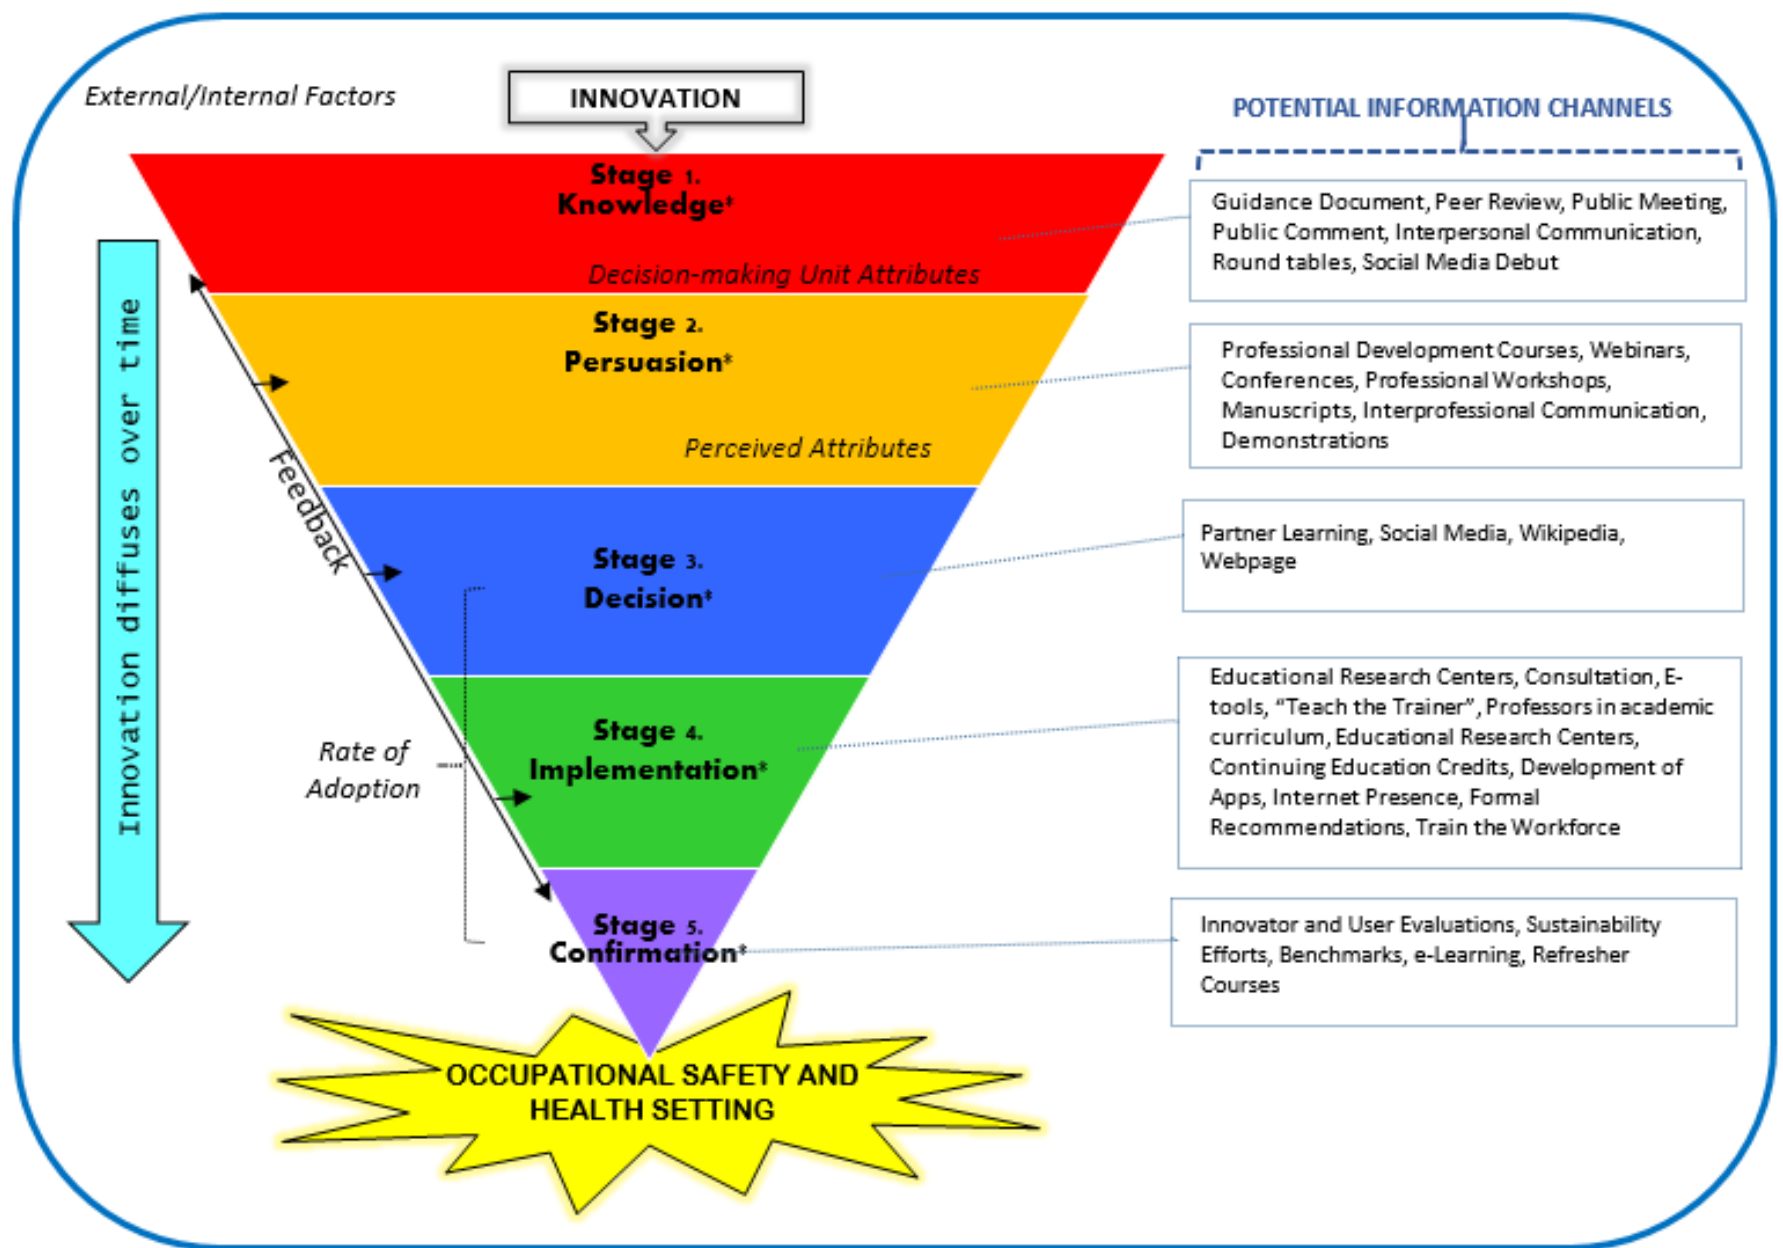 External/Internal Factors
INNOVATION
POTENTIAL INFORMATION CHANNELS
Stage 1.
Knowledge*
Decision-making Unit Attributes
Guidance Document, Peer Review, Public Meeting,
Public Comment, Interpersonal Communication,
Round tables, Social Media Debut
Stage 2.
Persuasion*
Perceived Attributes
Professional Development Courses, Webinars,
Conferences, Professional Workshops,
Manuscripts, Interprofessional Communication,
Demonstrations
Innovation diffuses over time
Feedback
Stage 3.
Decision*
Partner Learning, Social Media, Wikipedia,
Webpage
Rate of
Adoption
Stage 4.
Implementation*
Educational Research Centers, Consultation, E-
tools, “Teach the Trainer”, Professors in academic
curriculum, Educational Research Centers,
Continuing Education Credits, Development of
Apps, Internet Presence, Formal
Recommendations, Train the Workforce
Stage 5.
Confirmation*
Innovator and User Evaluations, Sustainability
Efforts, Benchmarks, e-Learning, Refresher
Courses
OCCUPATIONAL SAFETY AND
HEALTH SETTING